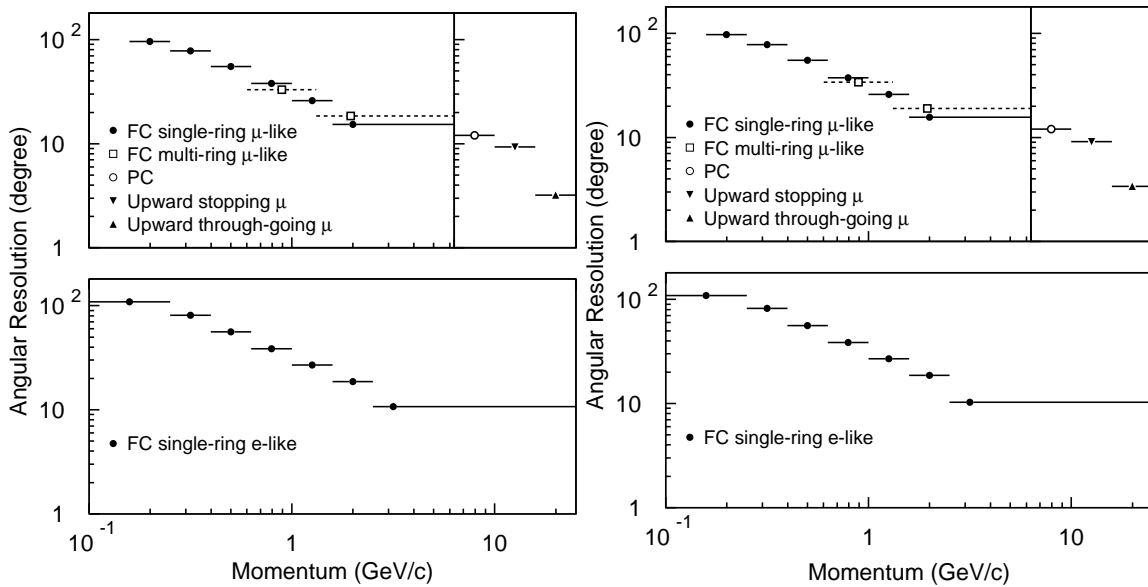 Angular Resolution (degree)
10 2
10
1
FC single-ring μ-like
FC multi-ring μ-like
PC
Upward stopping μ
Upward through-going μ
10 2
10
1
FC single-ring e-like
10 -1
1
10
Momentum (GeV/c)
Angular Resolution (degree)
10 2
10
1
FC single-ring μ-like
FC multi-ring μ-like
PC
Upward stopping μ
Upward through-going μ
10 2
10
1
FC single-ring e-like
10 -1
1
10
Momentum (GeV/c)